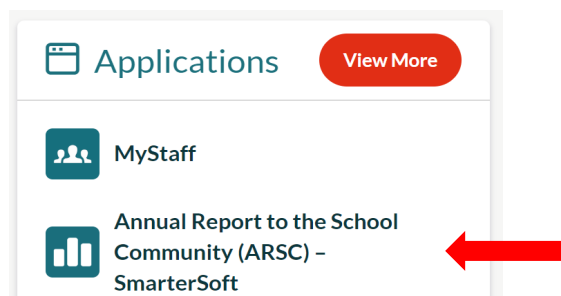 Applications
View More
MyStaff
Annual Report to the School
Community (ARSC) –
SmarterSoft